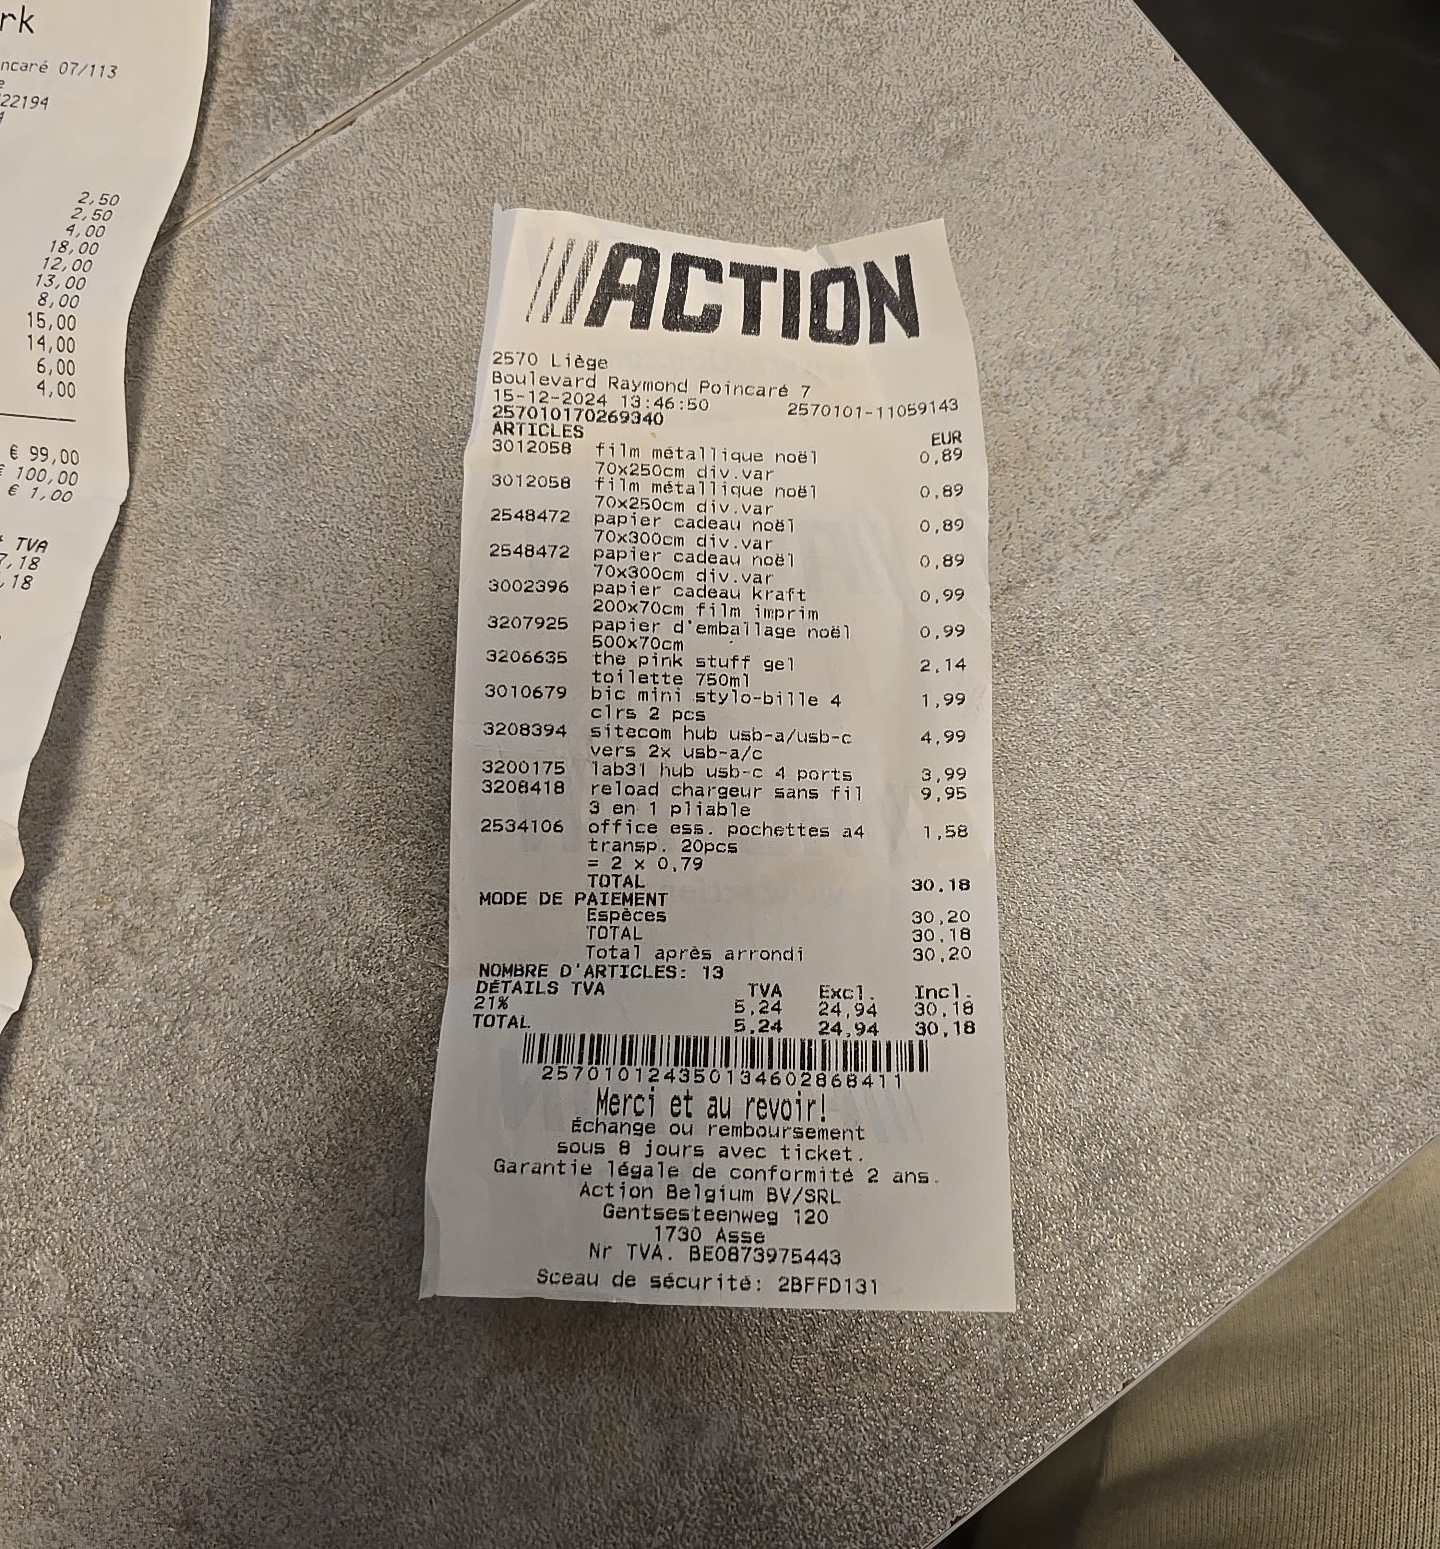 rk
ncaré 07/113
22194
2,50
2,50
4,00
18,00
12,00
13,00
8,00
15,00
14,00
6,00
4,00
€ 99,00
€ 100,00
€ 1,00
TVA
7,18
,18
ACTION
2570 Liège
Boulevard Raymond Poincaré 7
15-12-2024 13:46:50 2570101-11059143
257010170269340
ARTICLES EUR
3012058 film métallique noël 0,89
70x250cm div.var
3012058 film métallique noël 0,89
70x250cm div.var
2548472 papier cadeau noël 0,89
70x300cm div.var
2548472 papier cadeau noël 0,89
70x300cm div.var
3002396 papier cadeau kraft 0,99
200x70cm film imprim
3207925 papier d'emballage noël 0,99
500x70cm
3206635 the pink stuff gel 2,14
toilette 750ml
3010679 bic mini stylo-bille 4 1,99
clrs 2 pcs
3208394 sitecom hub usb-a/usb-c 4,99
vers 2x usb-a/c
3200175 lab31 hub usb-c 4 ports 3,99
3208418 reload chargeur sans fil 9,95
3 en 1 pliable
2534106 office ess. pochettes a4 1,58
transp. 20pcs
= 2 x 0,79
TOTAL 30,18
MODE DE PAIEMENT
Espèces 30,20
TOTAL 30,18
Total après arrondi 30,20
NOMBRE D'ARTICLES: 13
DÉTAILS TVA TVA Excl. Incl.
21% 5,24 24,94 30,18
TOTAL 5,24 24,94 30,18
2570101243501346028684​11
Merci et au revoir!
Échange ou remboursement
sous 8 jours avec ticket.
Garantie légale de conformité 2 ans.
Action Belgium BV/SRL
Gentsesteenweg 120
1730 Asse
Nr TVA. BE0873975443
Sceau de sécurité: 2BFFD131